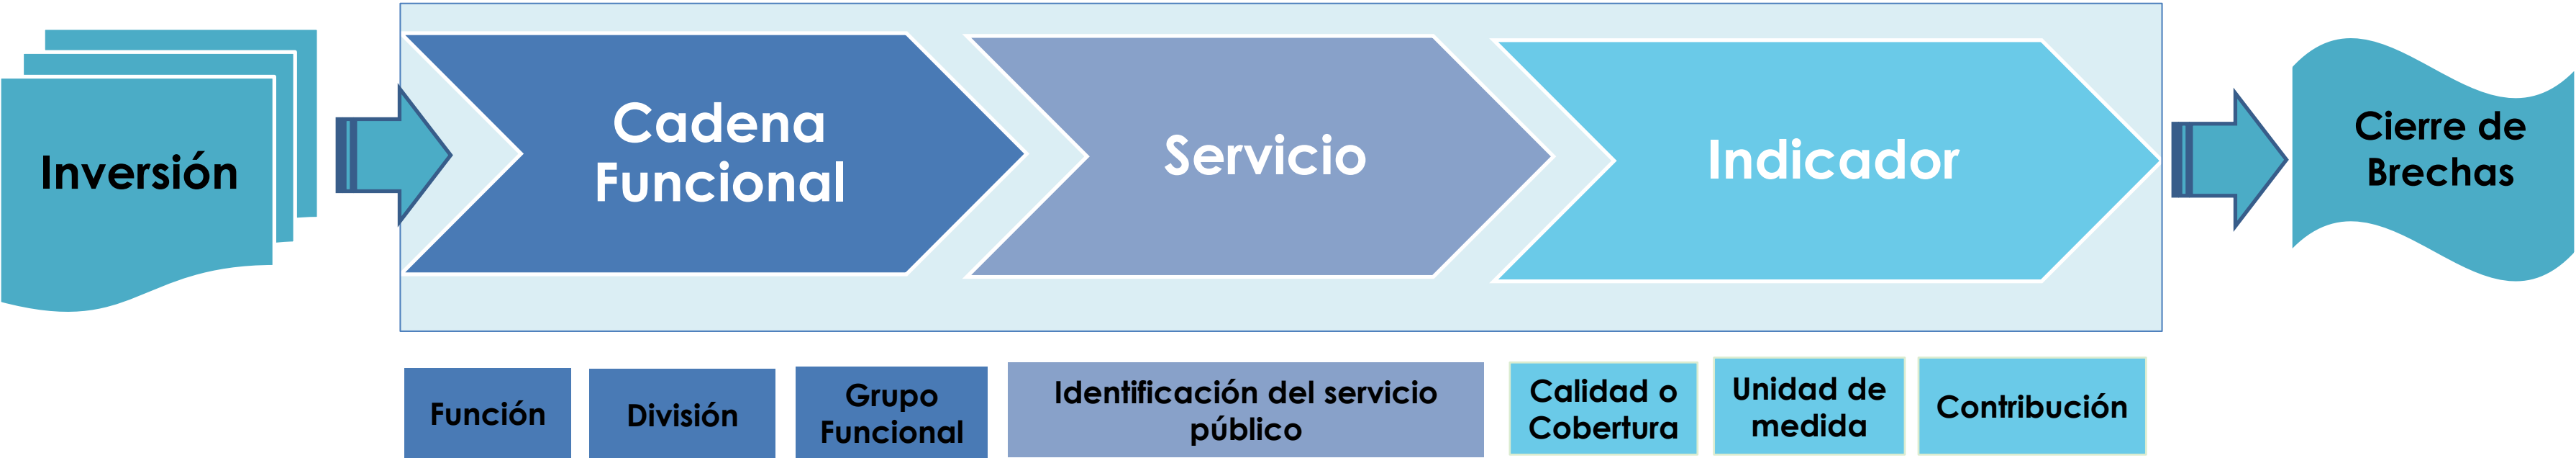 Inversión
Cadena
Funcional
Servicio
Indicador
Cierre de
Brechas
Función
División
Grupo
Funcional
Identificación del servicio
público
Calidad o
Cobertura
Unidad de
medida
Contribución